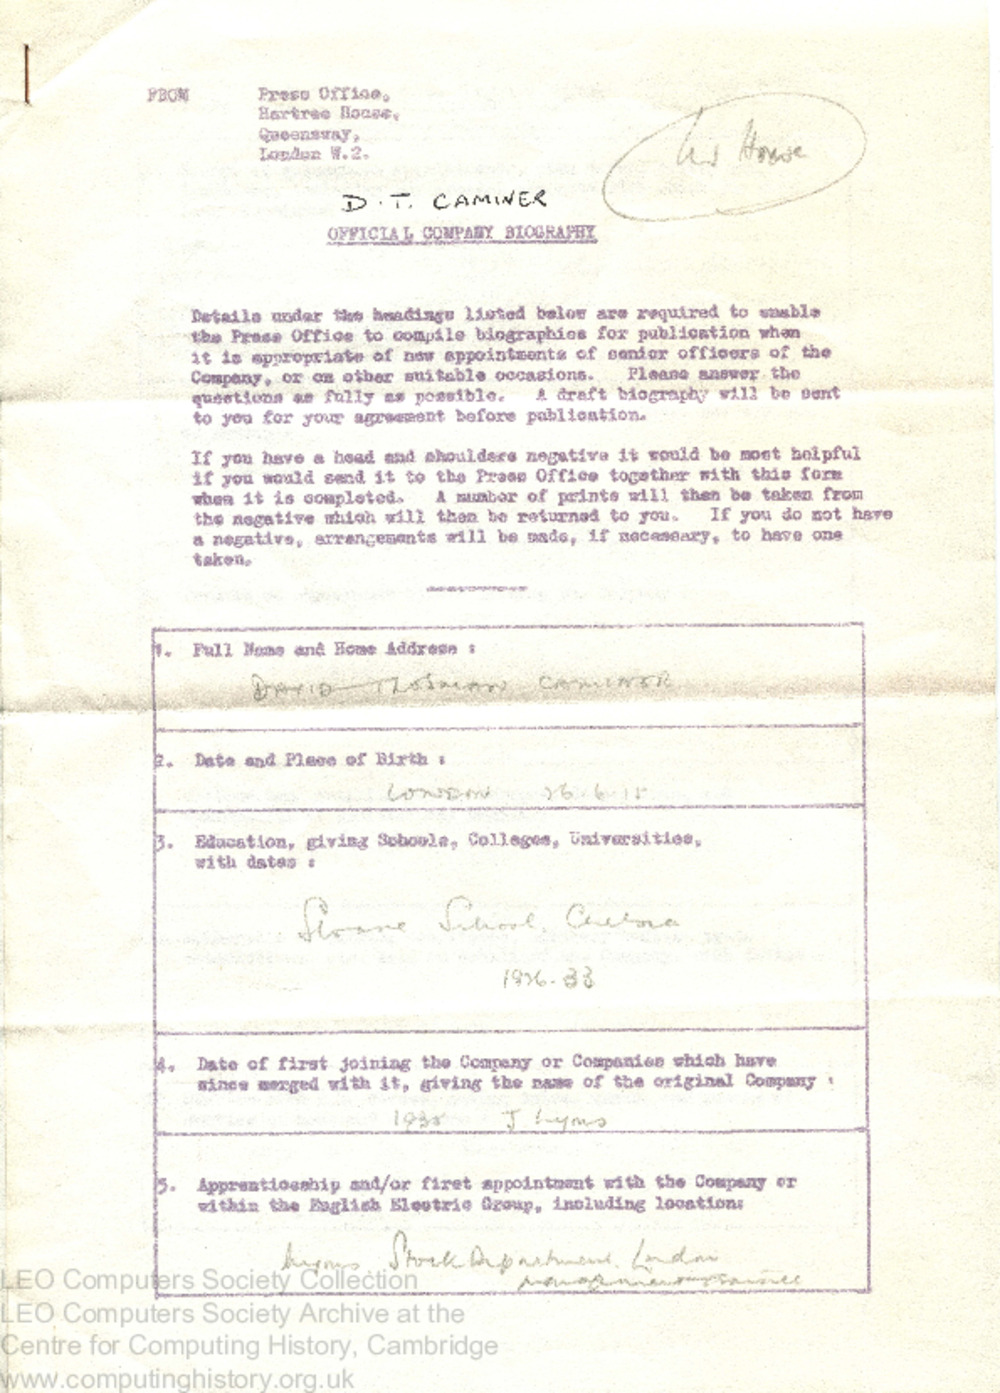 FROM Press Office,
Hartree House,
Queensway,
London W.2.
House
D.T. CAMINER
OFFICIAL COMPANY BIOGRAPHY
Details under the headings listed below are required to enable
the Press Office to compile biographies for publication when
it is appropriate of new appointments of senior officers of the
Company, or on other suitable occasions. Please answer the
questions as fully as possible. A draft biography will be sent
to you for your agreement before publication.
If you have a head and shoulders negative it would be most helpful
if you would send it to the Press Office together with this form
when it is completed. A number of prints will then be taken from
the negative which will then be returned to you. If you do not have
a negative, arrangements will be made, if necessary, to have one
taken.
1. Full Name and Home Address :
DAVID CAMINER
2. Date and Place of Birth :
LONDON 26.6.15
3. Education, giving Schools, Colleges, Universities,
with dates :
Sloane School, Chelsea
1926-33
4. Date of first joining the Company or Companies which have
since merged with it, giving the name of the original Company :
J Lyons
5. Apprenticeship and/or first appointment with the Company or
within the English Electric Group, including location:
Lyons Stock Department, London
Management Trainee
LEO Computers Society Collection
LEO Computers Society Archive at the
Centre for Computing History, Cambridge
www.computinghistory.org.uk